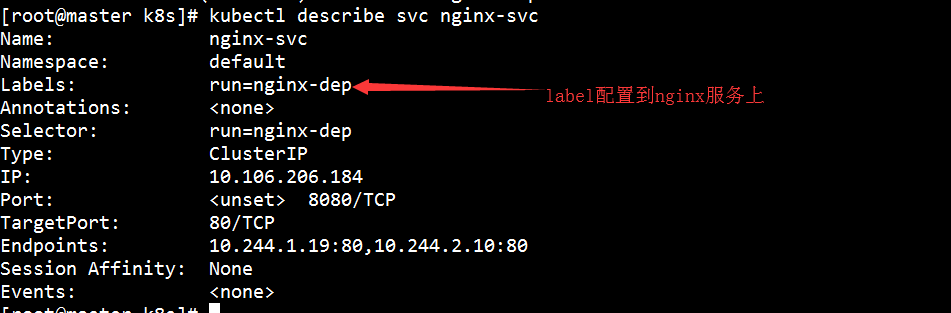 [root@master k8s]# kubectl describe svc nginx-svc
Name:              nginx-svc
Namespace:         default
Labels:            run=nginx-dep
label配置到nginx服务上
Annotations:       <none>
Selector:          run=nginx-dep
Type:              ClusterIP
IP:                10.106.206.184
Port:              <unset>  8080/TCP
TargetPort:        80/TCP
Endpoints:         10.244.1.19:80,10.244.2.10:80
Session Affinity:  None
Events:            <none>
[root@master k8s]#